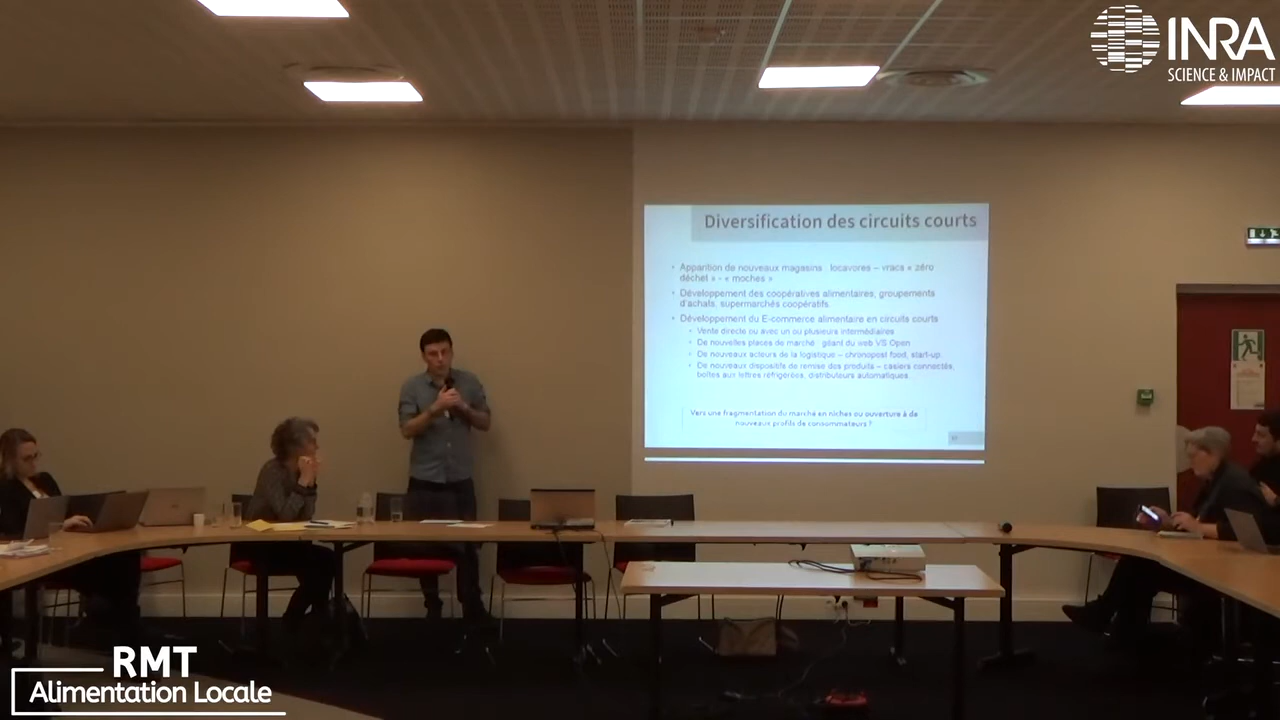 INRA
SCIENCE & IMPACT
Diversification des circuits courts
• Apparition de nouveaux magasins : locavores – vracs « zéro
déchet » - « moches »
• Développement des coopératives alimentaires, groupements
d'achats, supermarchés coopératifs
• Développement du E-commerce alimentaire en circuits courts
• Vente directe ou avec un ou plusieurs intermédiaires
• De nouvelles places de marché : géant du web VS Open
• De nouveaux acteurs de la logistique – chronopost food, start-up
• De nouveaux dispositifs de remise des produits – casiers connectés,
boîtes aux lettres réfrigérées, distributeurs automatiques
Vers une fragmentation du marché en niches ou ouverture à de
nouveaux profils de consommateurs ?
RMT
Alimentation Locale